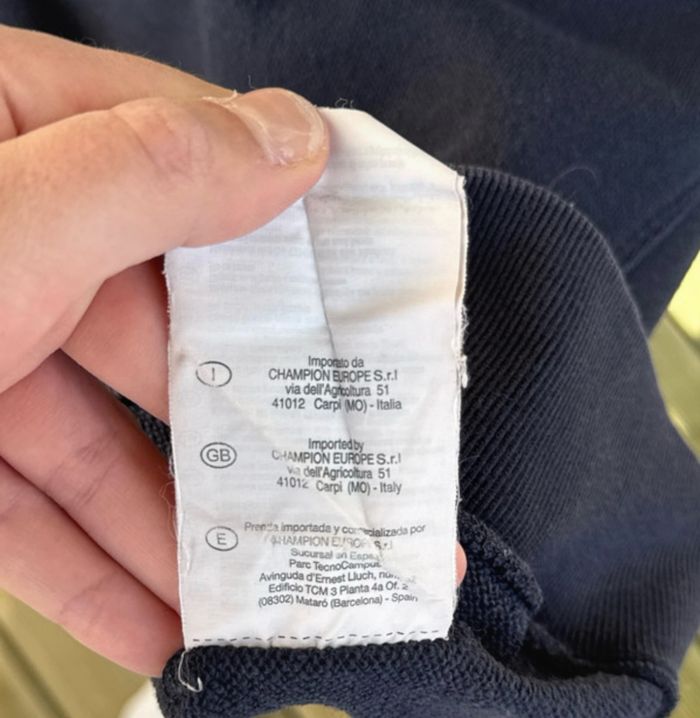 I
Importato da
CHAMPION EUROPE S.r.l
via dell'Agricoltura 51
41012 Carpi (MO) - Italia
GB
Imported by
CHAMPION EUROPE S.r.l
via dell'Agricoltura 51
41012 Carpi (MO) - Italy
E
Prenda importada y comercializada por
CHAMPION EUROPE S.r.l
Sucursal en España
Parc TecnoCampus
Avinguda d'Ernest Lluch,
Edificio TCM 3 Planta 4a Of. 2
(08302) Mataró (Barcelona) - Spain